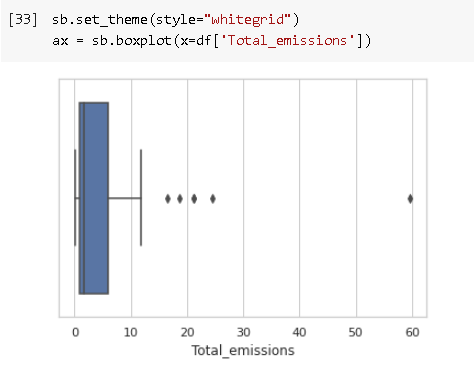 [33] sb.set_theme(style="whitegrid")
ax = sb.boxplot(x=df['Total_emissions'])
0 10 20 30 40 50 60
Total_emissions